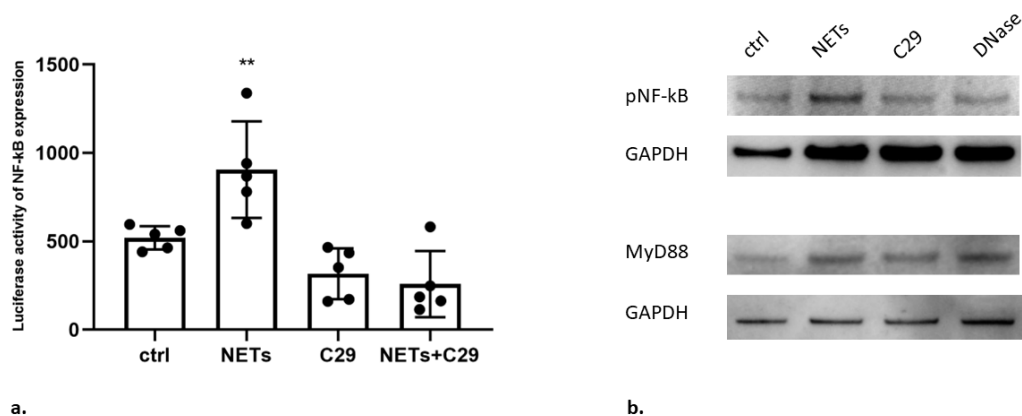 Luciferase activity of NF-kB expression
1500
1000
500
0
**
ctrl
NETs
C29
NETs+C29
a.
ctrl
NETs
C29
DNase
pNF-kB
GAPDH
MyD88
GAPDH
b.